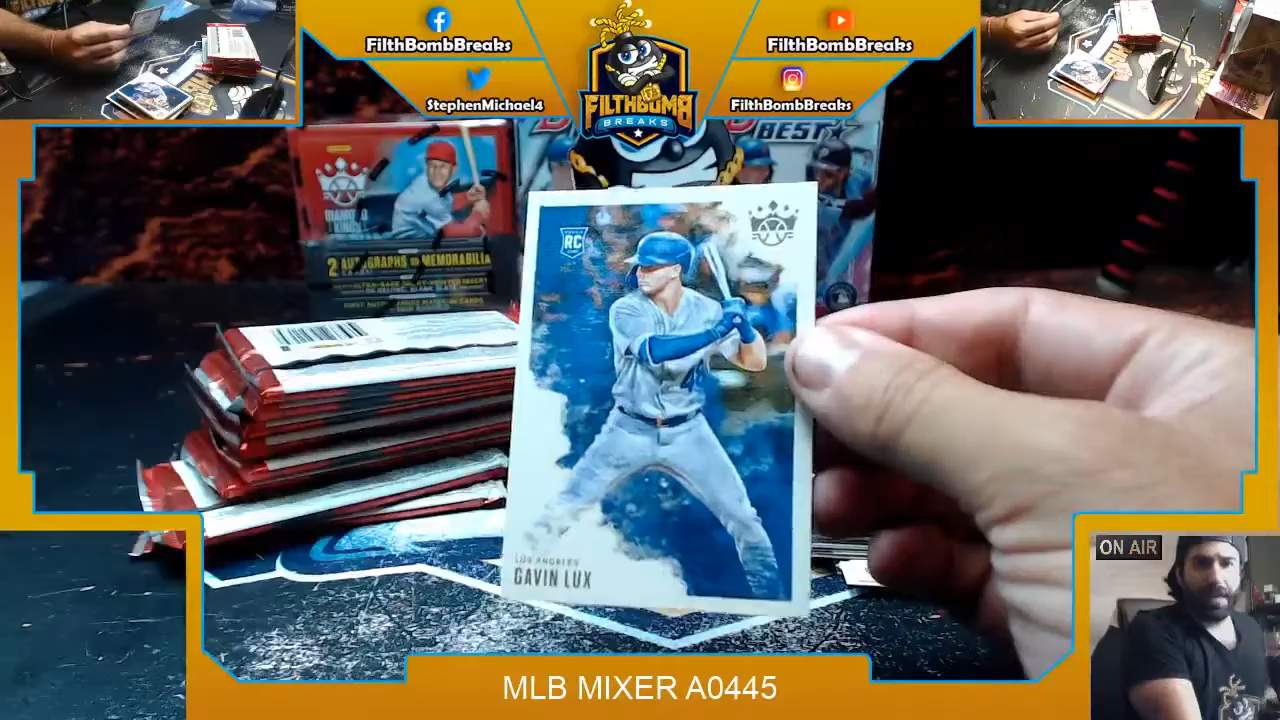 FilthBombBreaks
StephenMichael4
FILTHBOMB
BREAKS
FilthBombBreaks
FilthBombBreaks
BEST
2 AUTOGRAPHS OR MEMORABILIA
RC
LOS ANGELES
GAVIN LUX
ON AIR
MLB MIXER A0445